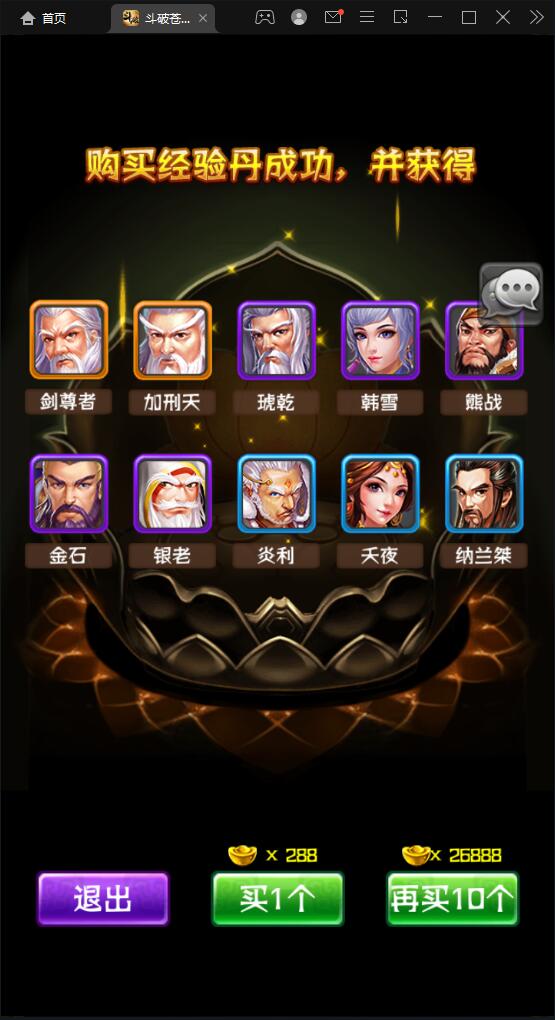 首页
斗破苍...
购买经验丹成功，并获得
剑尊者
加刑天
琥乾
韩雪
熊战
金石
银老
炎利
夭夜
纳兰桀
x 288
x 26888
退出
买1个
再买10个